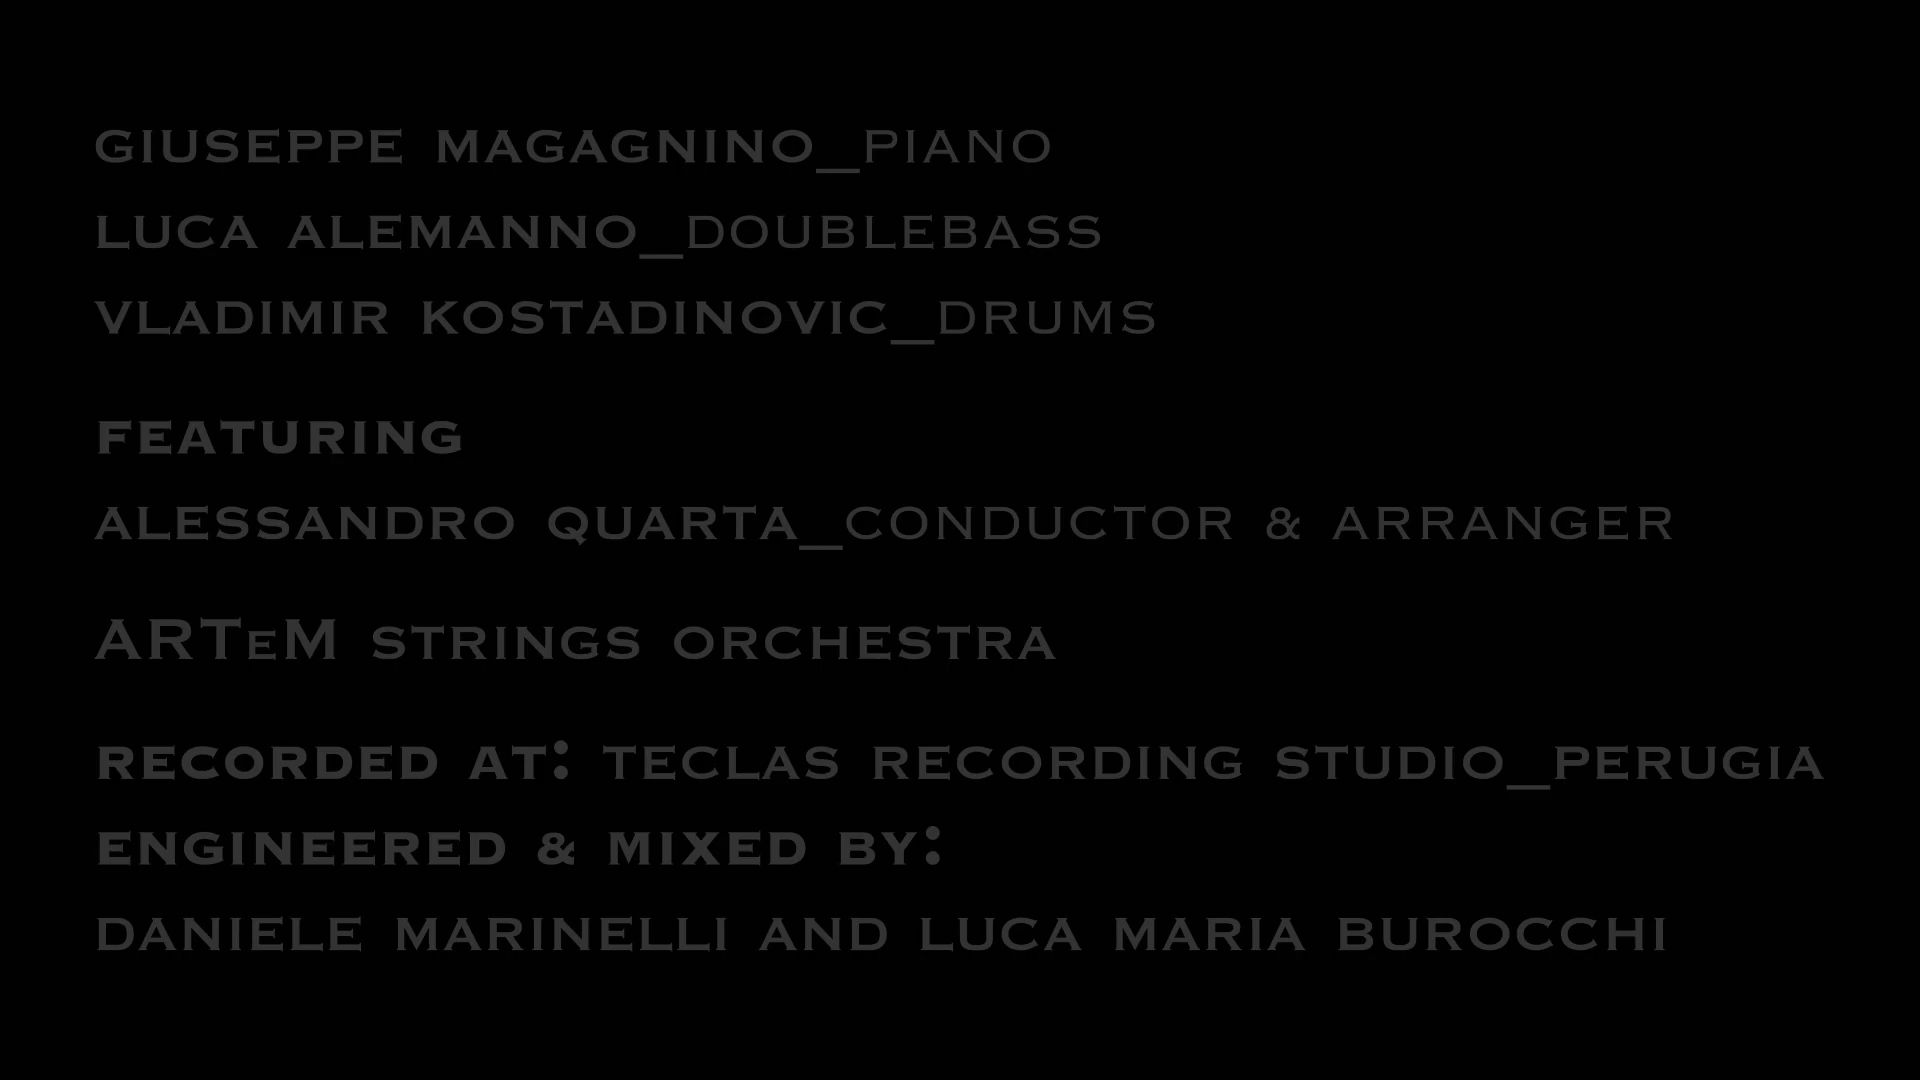 GIUSEPPE MAGAGNINO_PIANO
LUCA ALEMANNO_DOUBLEBASS
VLADIMIR KOSTADINOVIC_DRUMS
FEATURING
ALESSANDRO QUARTA_CONDUCTOR & ARRANGER
ARTEM STRINGS ORCHESTRA
RECORDED AT: TECLAS RECORDING STUDIO_PERUGIA
ENGINEERED & MIXED BY:
DANIELE MARINELLI AND LUCA MARIA BUROCCHI